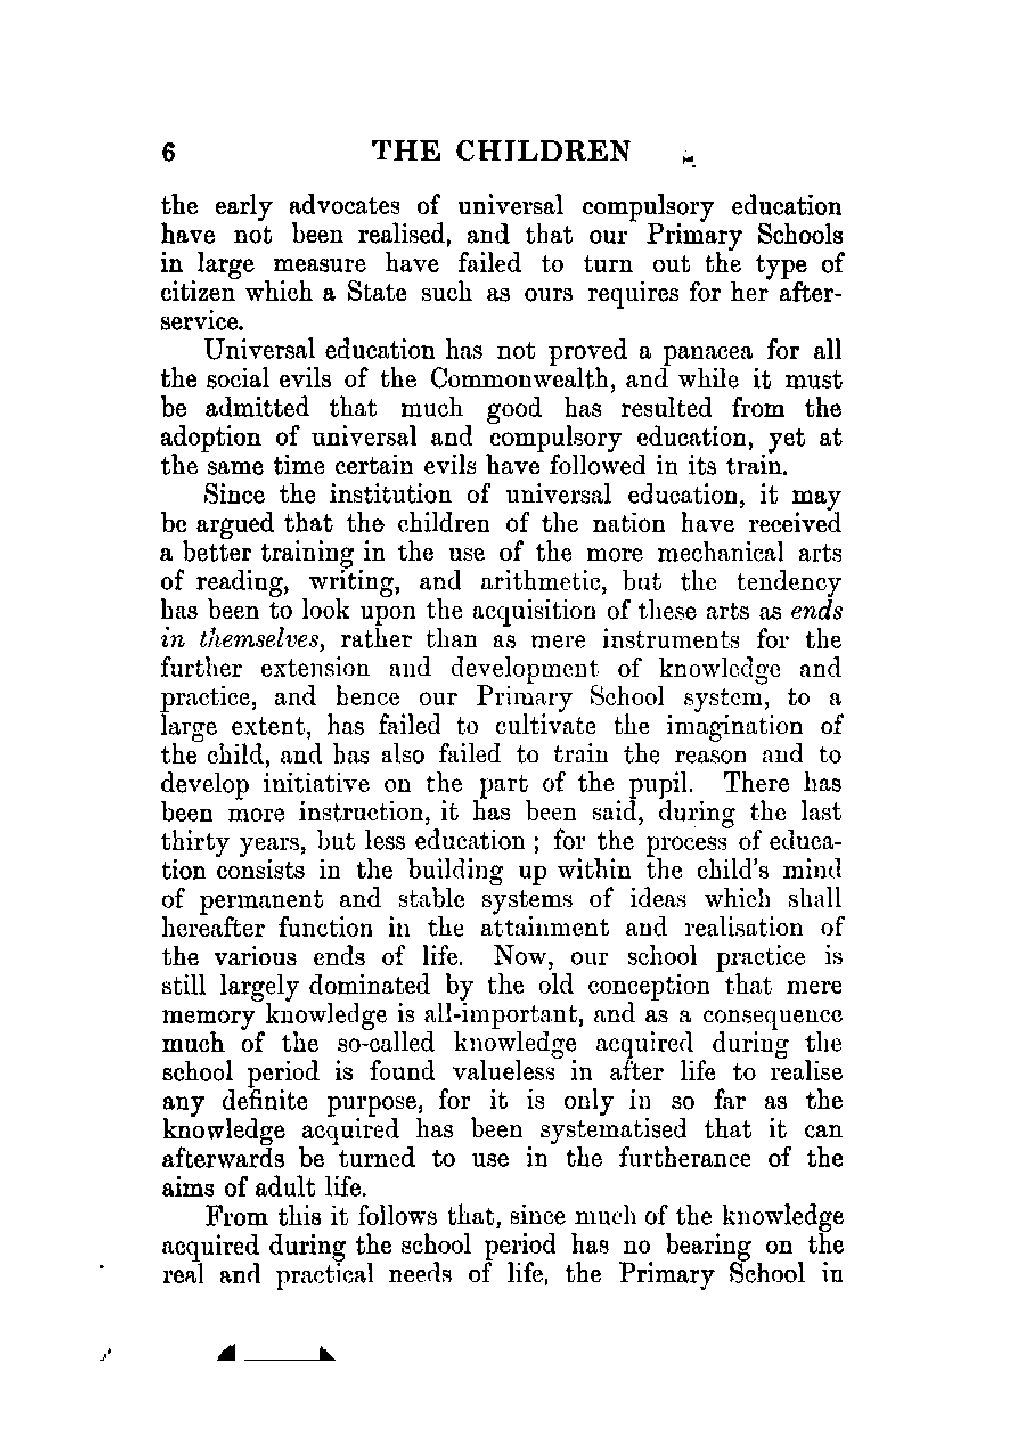 6 THE CHILDREN
the early advocates of universal compulsory education
have not been realised, and that our Primary Schools
in large measure have failed to turn out the type of
citizen which a State such as ours requires for her after-
service.
Universal education has not proved a panacea for all
the social evils of the Commonwealth, and while it must
be admitted that much good has resulted from the
adoption of universal and compulsory education, yet at
the same time certain evils have followed in its train.
Since the institution of universal education, it may
be argued that the children of the nation have received
a better training in the use of the more mechanical arts
of reading, writing, and arithmetic, but the tendency
has been to look upon the acquisition of these arts as ends
in themselves, rather than as mere instruments for the
further extension and development of knowledge and
practice, and hence our Primary School system, to a
large extent, has failed to cultivate the imagination of
the child, and has also failed to train the reason and to
develop initiative on the part of the pupil. There has
been more instruction, it has been said, during the last
thirty years, but less education ; for the process of educa-
tion consists in the building up within the child's mind
of permanent and stable systems of ideas which shall
hereafter function in the attainment and realisation of
the various ends of life. Now, our school practice is
still largely dominated by the old conception that mere
memory knowledge is all-important, and as a consequence
much of the so-called knowledge acquired during the
school period is found valueless in after life to realise
any definite purpose, for it is only in so far as the
knowledge acquired has been systematised that it can
afterwards be turned to use in the furtherance of the
aims of adult life.
From this it follows that, since much of the knowledge
acquired during the school period has no bearing on the
real and practical needs of life, the Primary School in